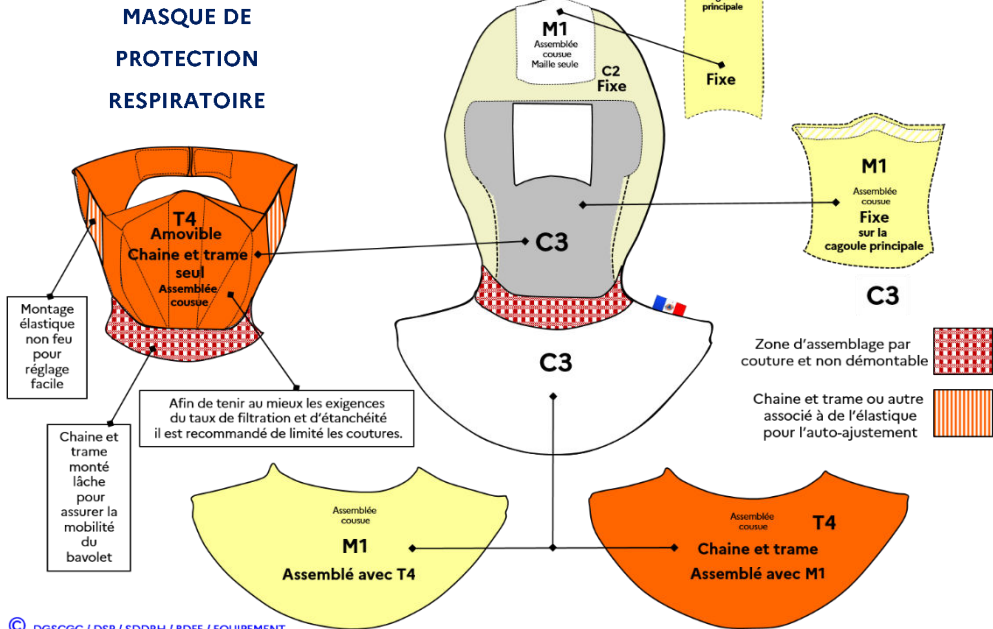 MASQUE DE
PROTECTION
RESPIRATOIRE
principale
M1
Assemblée
cousue
Maille seule
C2
Fixe
Fixe
M1
Assemblée
cousue
Fixe
sur la
cagoule principale
C3
T4
Amovible
Chaine et trame
seul
Assemblée
cousue
C3
Montage
élastique
non feu
pour
réglage
facile
C3
Zone d'assemblage par
couture et non démontable
Afin de tenir au mieux les exigences
du taux de filtration et d'étanchéité
il est recommandé de limité les coutures.
Chaine et trame ou autre
associé à de l'élastique
pour l'auto-ajustement
Chaine et
trame
monté
lâche
pour
assurer la
mobilité
du
bavolet
Assemblée
cousue
M1
Assemblé avec T4
Assemblée
cousue
T4
Chaine et trame
Assemblé avec M1
© DGSCGC / DSP / SDDRH / BDFE / EQUIPEMENT